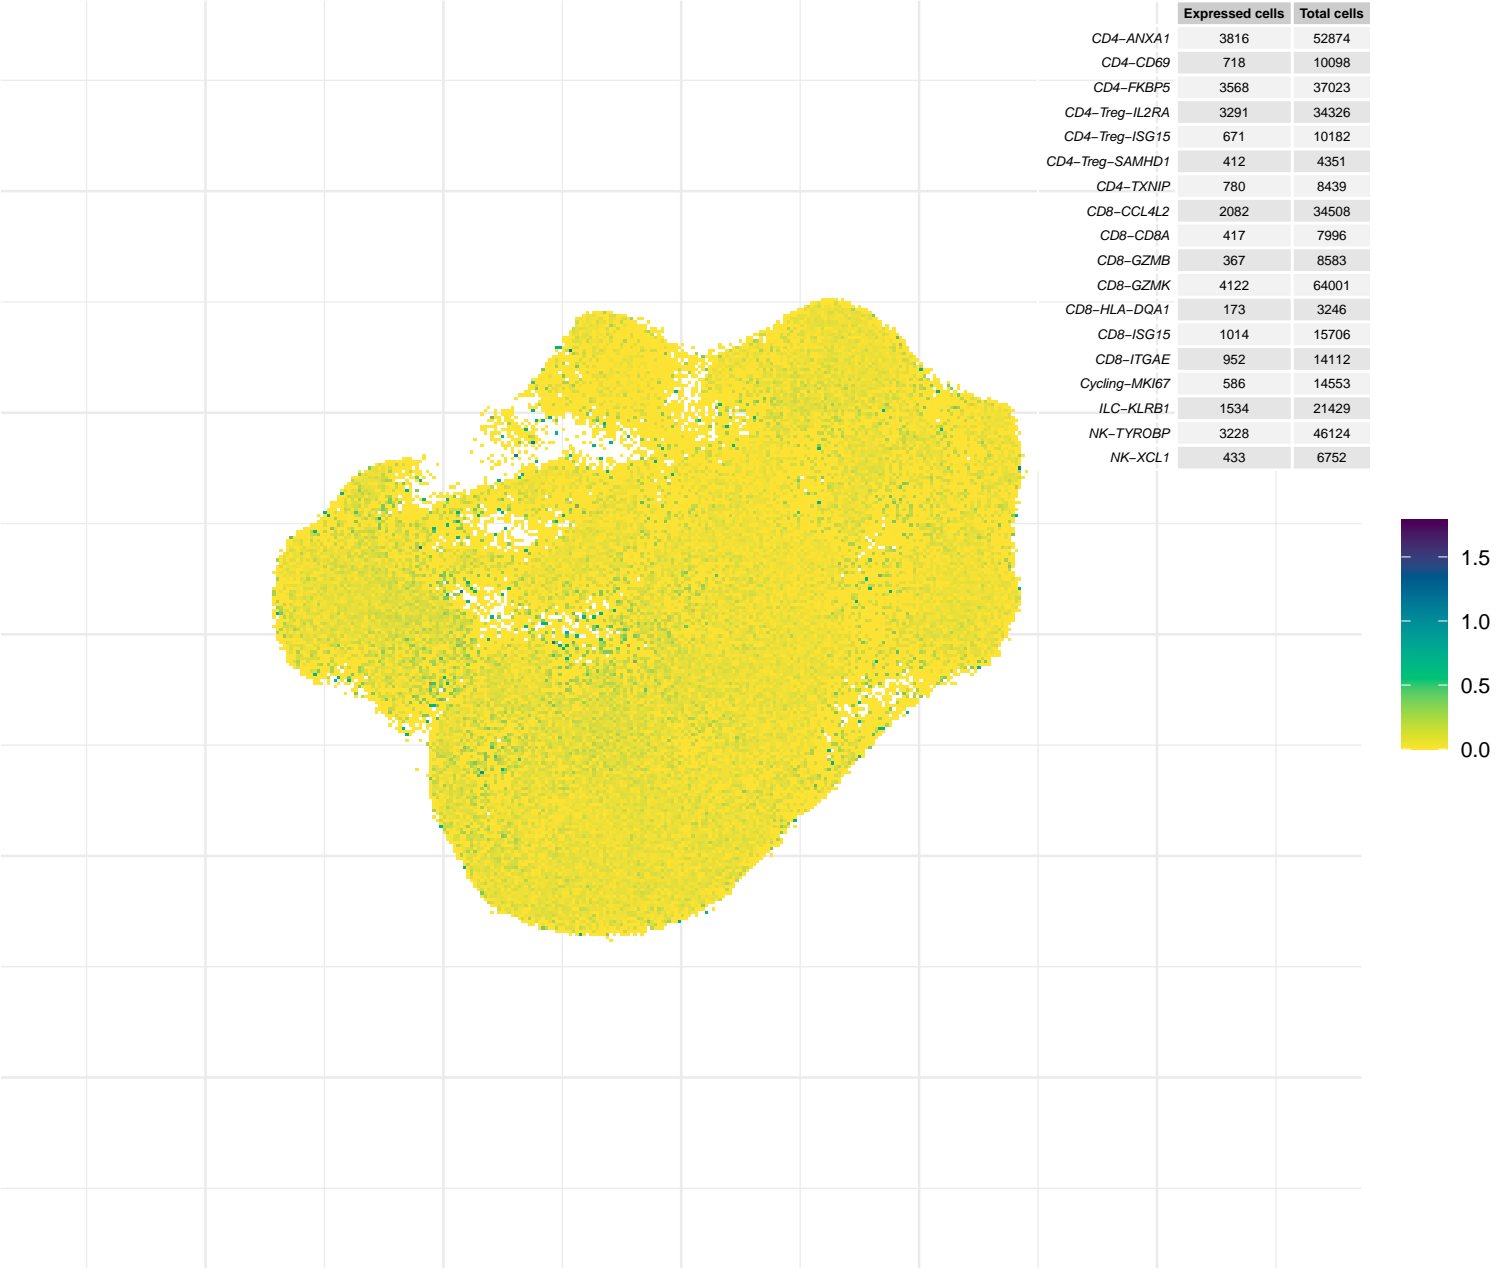 Expressed cells Total cells
CD4−ANXA1 3816 52874
CD4−CD69 718 10098
CD4−FKBP5 3568 37023
CD4−Treg−IL2RA 3291 34326
CD4−Treg−ISG15 671 10182
CD4−Treg−SAMHD1 412 4351
CD4−TXNIP 780 8439
CD8−CCL4L2 2082 34508
CD8−CD8A 417 7996
CD8−GZMB 367 8583
CD8−GZMK 4122 64001
CD8−HLA−DQA1 173 3246
CD8−ISG15 1014 15706
CD8−ITGAE 952 14112
Cycling−MKI67 586 14553
ILC−KLRB1 1534 21429
NK−TYROBP 3228 46124
NK−XCL1 433 6752
1.5
1.0
0.5
0.0